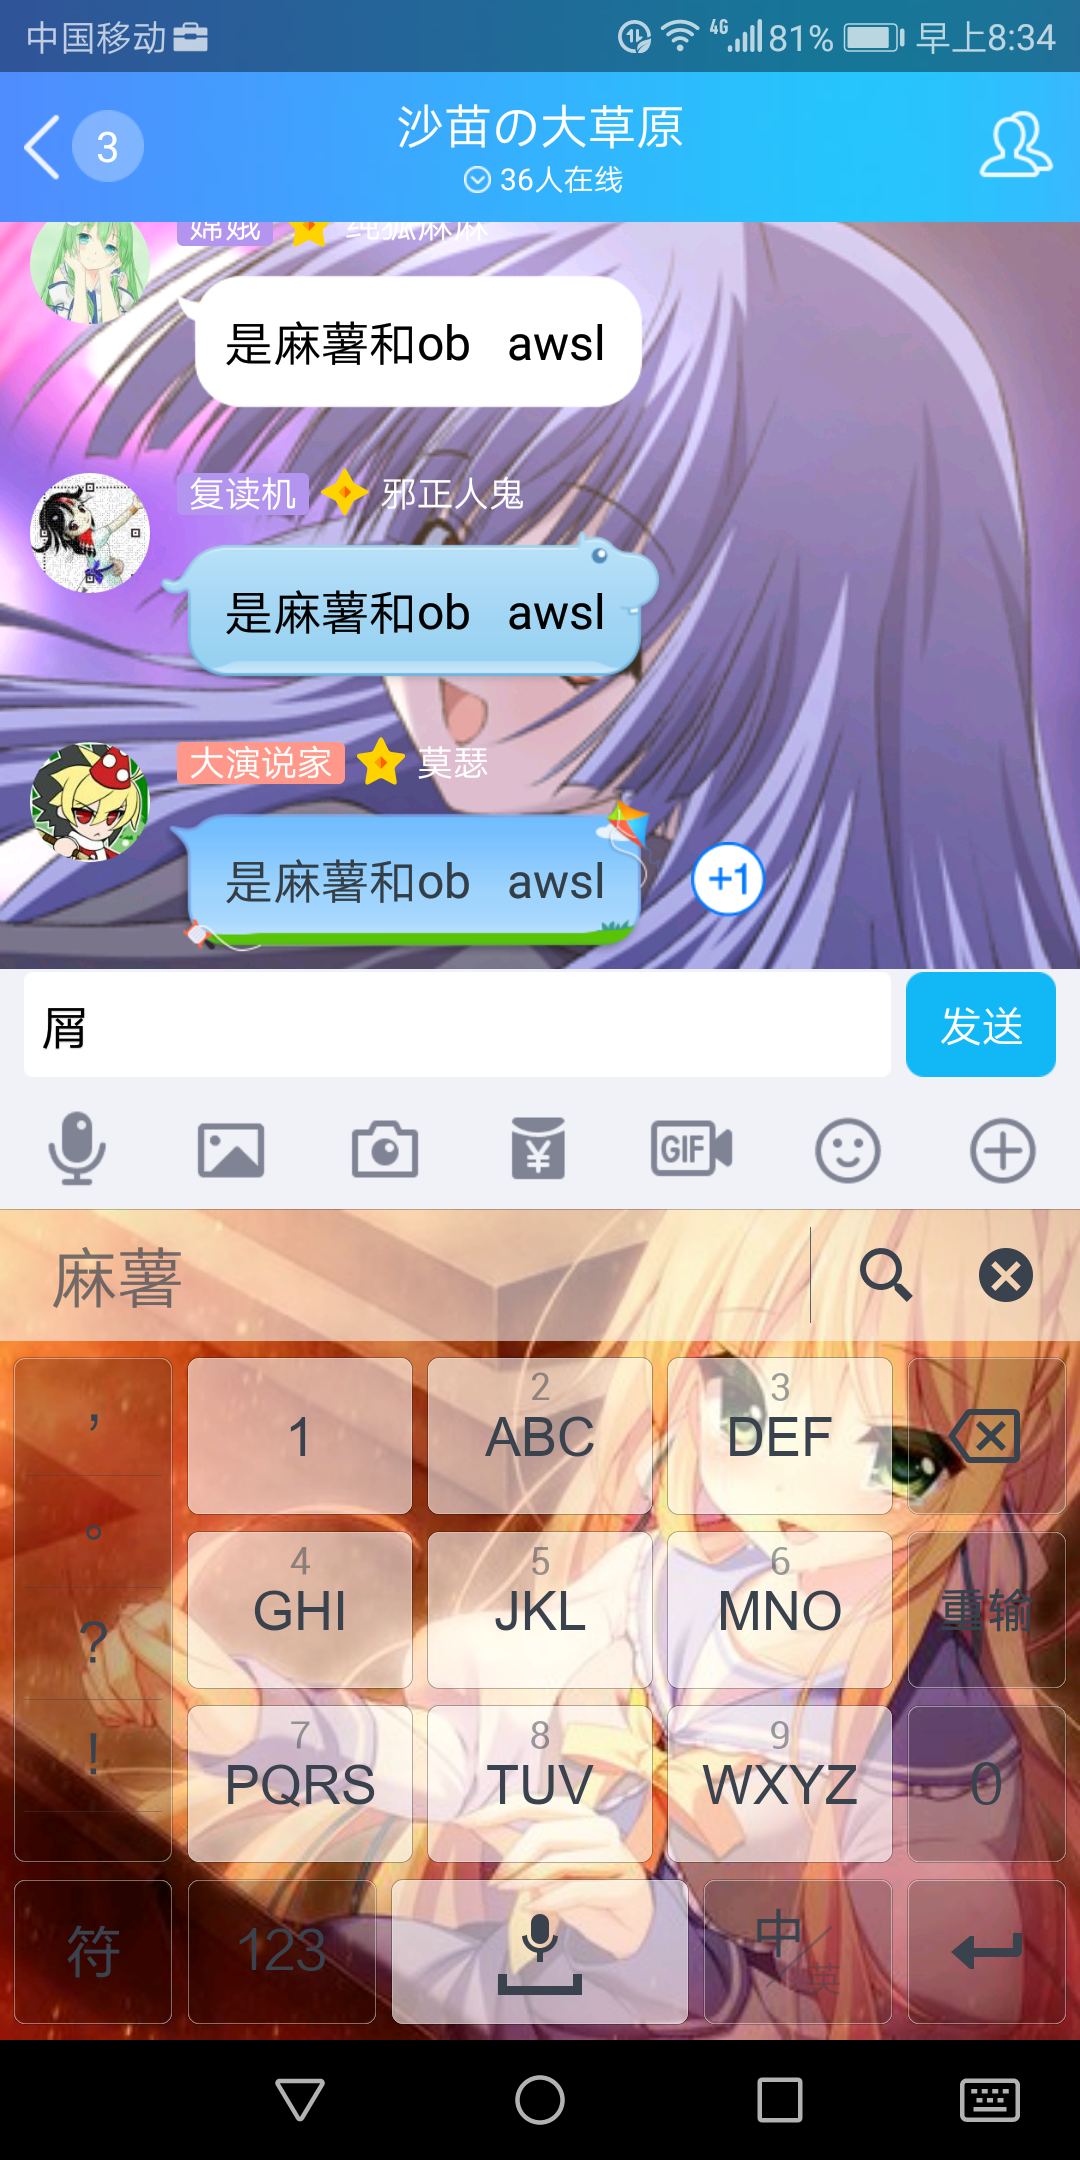 中国移动 4G 81% 早上8:34
3 沙苗の大草原
36人在线
嫦娥 纯狐麻麻
是麻薯和ob awsl
复读机 邪正人鬼
是麻薯和ob awsl
大演说家 莫瑟
是麻薯和ob awsl +1
屑 发送
¥ GIF
麻薯
， 1 2 ABC 3 DEF
。
? 4 GHI 5 JKL 6 MNO 重输
! 7 PQRS 8 TUV 9 WXYZ 0
符 123 中/英